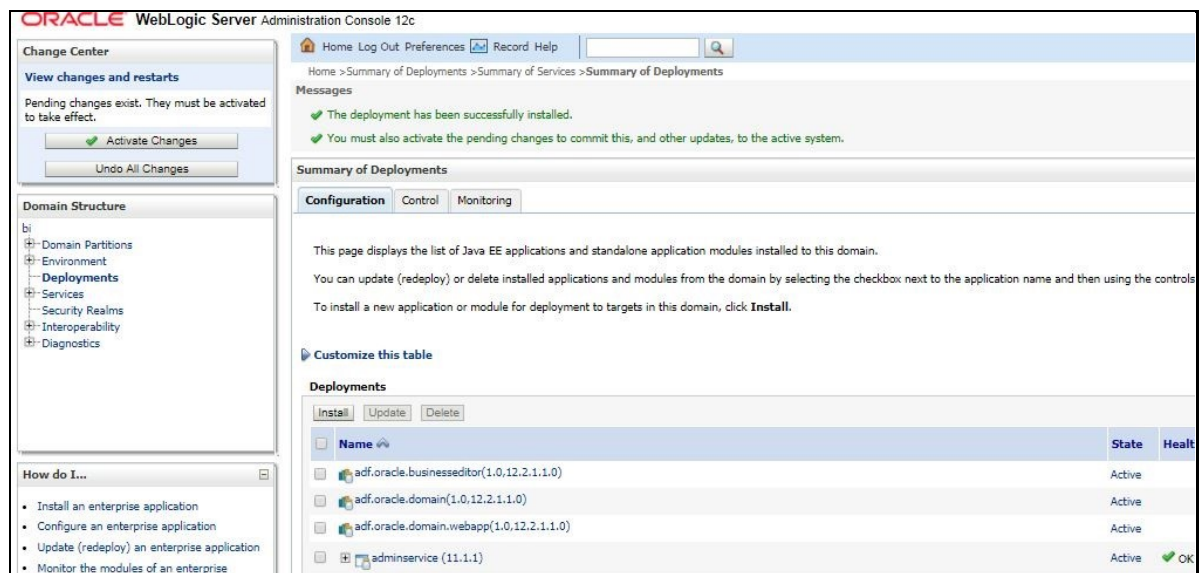 ORACLE WebLogic Server Administration Console 12c
Change Center
View changes and restarts
Pending changes exist. They must be activated
to take effect.
Activate Changes
Undo All Changes
Domain Structure
bi
Domain Partitions
Environment
Deployments
Services
Security Realms
Interoperability
Diagnostics
How do I...
Install an enterprise application
Configure an enterprise application
Update (redeploy) an enterprise application
Monitor the modules of an enterprise
Home Log Out Preferences Record Help
Home >Summary of Deployments >Summary of Services >Summary of Deployments
Messages
The deployment has been successfully installed.
You must also activate the pending changes to commit this, and other updates, to the active system.
Summary of Deployments
Configuration Control Monitoring
This page displays the list of Java EE applications and standalone application modules installed to this domain.
You can update (redeploy) or delete installed applications and modules from the domain by selecting the checkbox next to the application name and then using the controls
To install a new application or module for deployment to targets in this domain, click Install.
Customize this table
Deployments
Install Update Delete
Name State Healt
adf.oracle.businesseditor(1.0,12.2.1.1.0) Active
adf.oracle.domain(1.0,12.2.1.1.0) Active
adf.oracle.domain.webapp(1.0,12.2.1.1.0) Active
adminservice (11.1.1) Active OK